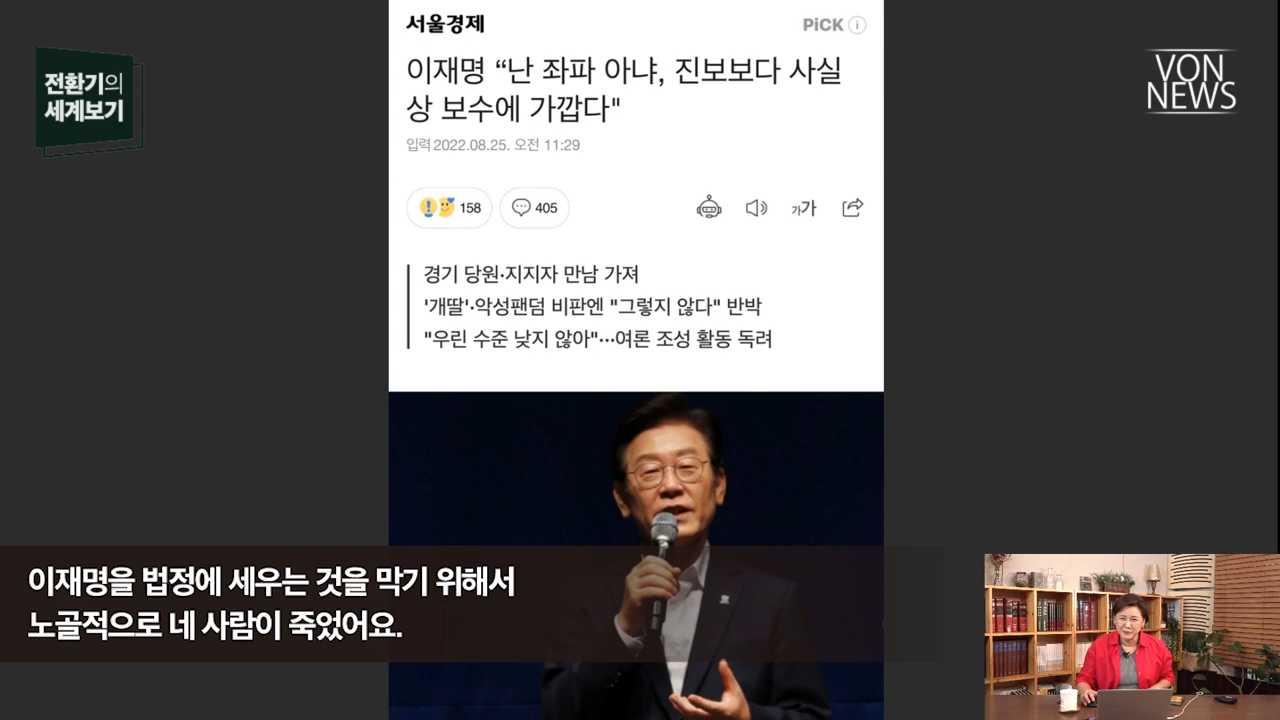 서울경제
PiCK
이재명 “난 좌파 아냐, 진보보다 사실
상 보수에 가깝다"
입력 2022.08.25. 오전 11:29
158
405
가가
경기 당원·지지자 만남 가져
'개딸'·악성팬덤 비판엔 "그렇지 않다" 반박
"우린 수준 낮지 않아"···여론 조성 활동 독려
전환기의
세계보기
VON
NEWS
이재명을 법정에 세우는 것을 막기 위해서
노골적으로 네 사람이 죽었어요.